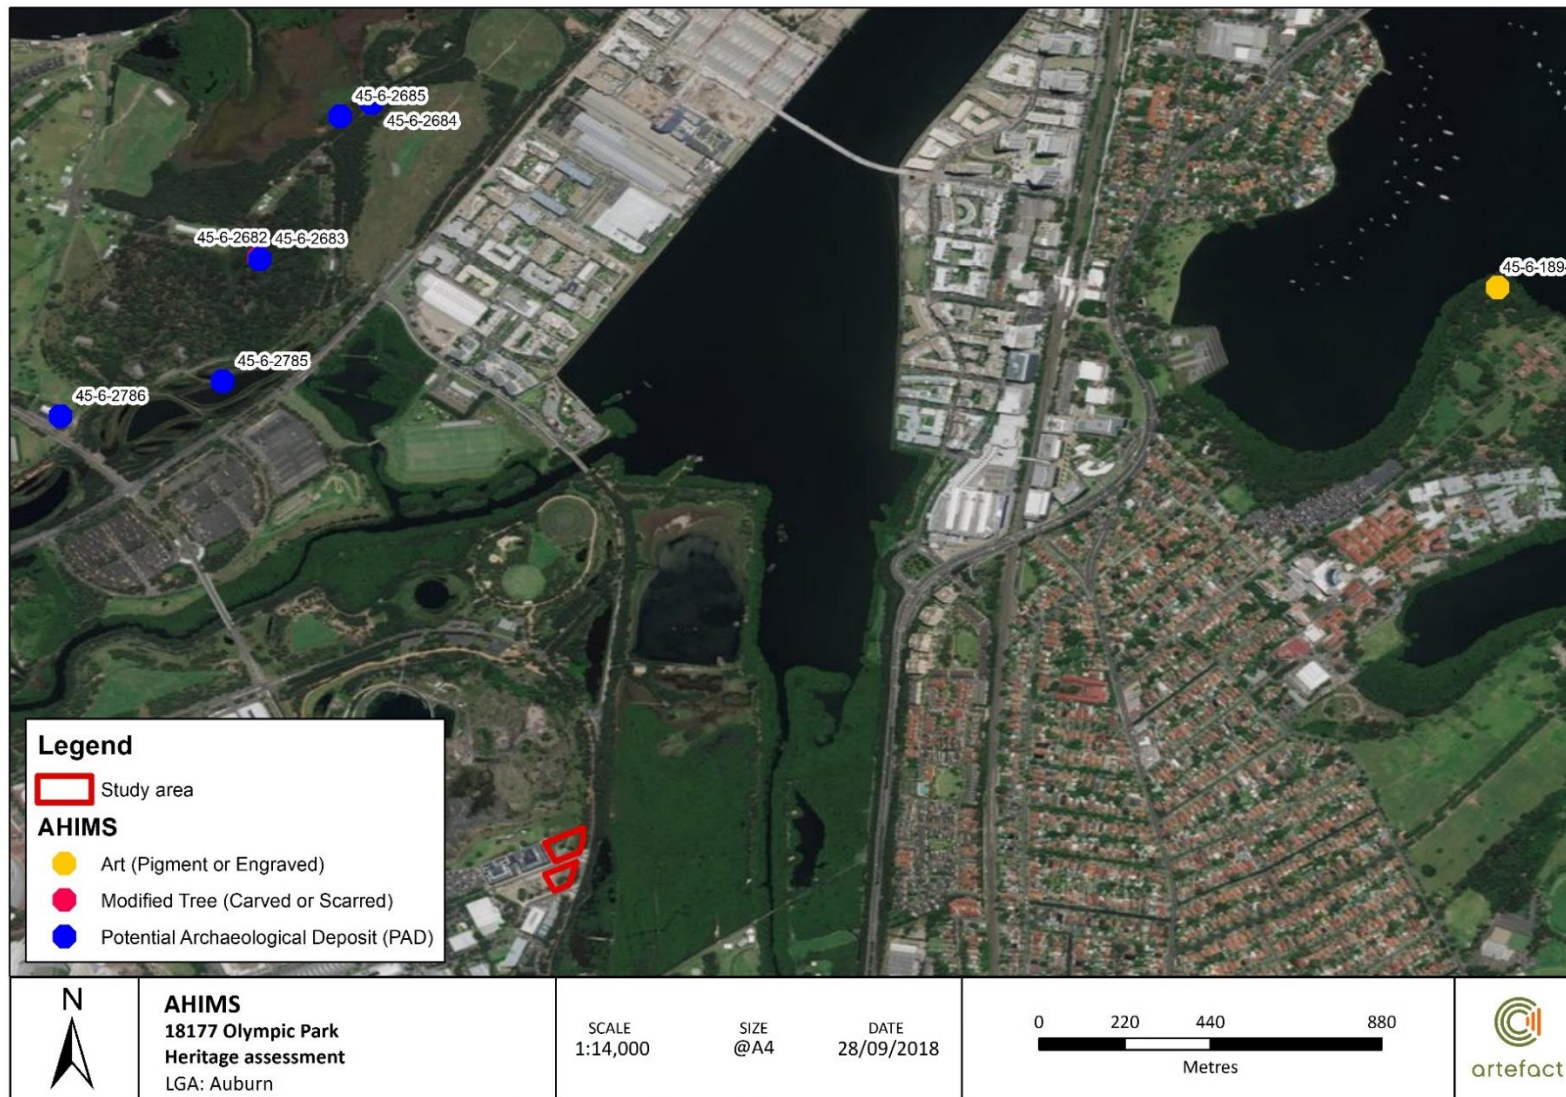 45-6-2685
45-6-2684
45-6-2682
45-6-2683
45-6-1894
45-6-2785
45-6-2786
Legend
Study area
AHIMS
Art (Pigment or Engraved)
Modified Tree (Carved or Scarred)
Potential Archaeological Deposit (PAD)
N
AHIMS
18177 Olympic Park
Heritage assessment
LGA: Auburn
SCALE
1:14,000
SIZE
@A4
DATE
28/09/2018
0 220 440 880
Metres
artefact